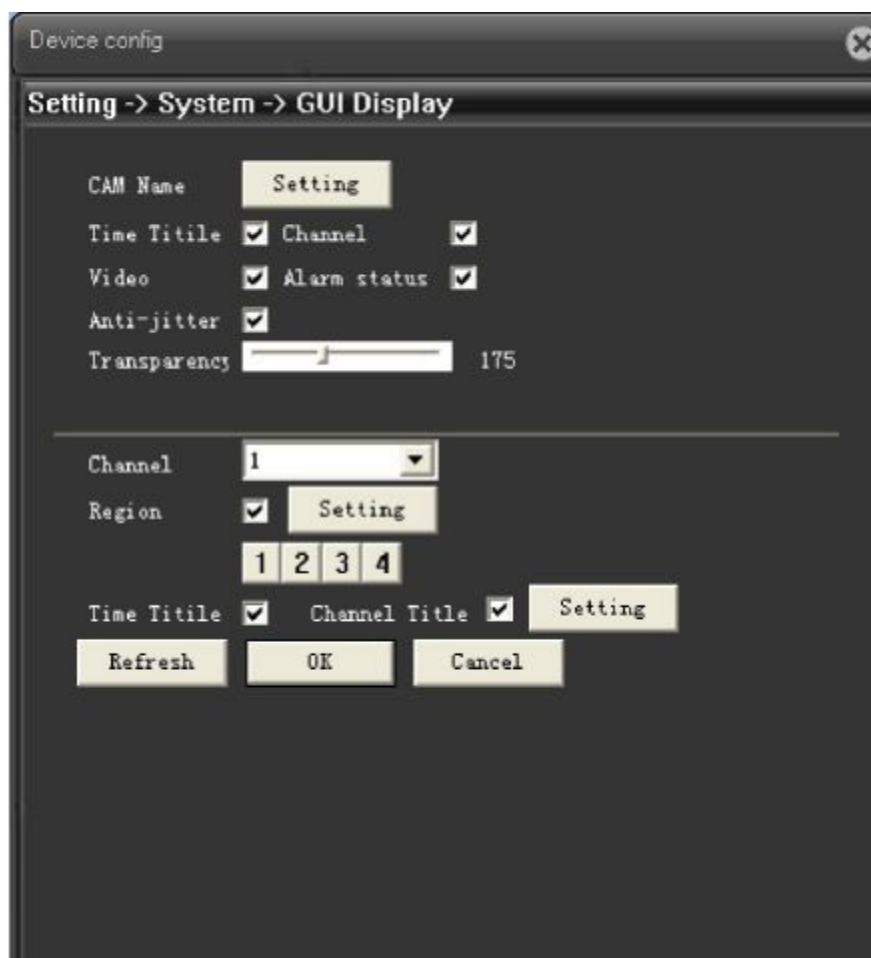 Device config
Setting -> System -> GUI Display
CAM Name Setting
Time Titile Channel
Video Alarm status
Anti-jitter
Transparency 175
Channel 1
Region Setting
1 2 3 4
Time Titile Channel Title Setting
Refresh OK Cancel